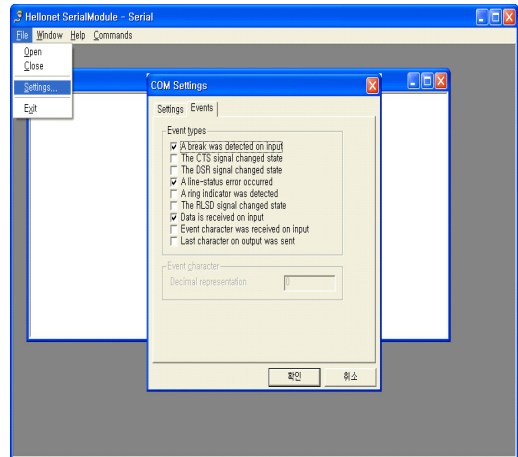 Hellonet SerialModule - Serial
File Window Help Commands
Open
Close
Settings...
Exit
COM Settings
Settings Events
Event types
A break was detected on input
The CTS signal changed state
The DSR signal changed state
A line-status error occurred
A ring indicator was detected
The RLSD signal changed state
Data is received on input
Event character was received on input
Last character on output was sent
Event character
Decimal representation 0
확인 취소